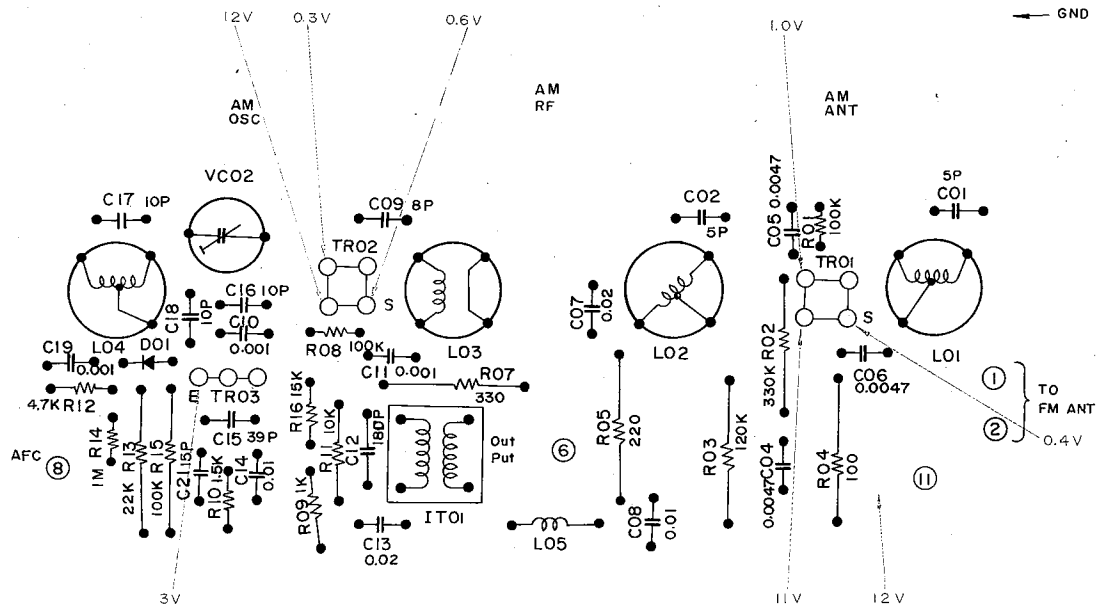 12V
0.3V
0.6V
1.0V
GND
AM
OSC
AM
RF
AM
ANT
VC02
C17 10P
C09 8P
C02
5P
C05 0.0047
R01
100K
5P
C01
TR02
TR01
S
S
C18
10P
C16 10P
C10
0.001
C07
0.02
L04
D01
C19
0.001
R08
100K
L03
L02
L01
C11
0.001
R07
330
R02
330K
C06
0.0047
1
2
TO
FM ANT
0.4V
4.7K R12
E
TR03
C15 39P
R14
1M
R13
22K
R15
100K
C21 15P
R10
1.5K
C14
0.01
R16 15K
R11
10K
C12
180P
R09 1K
Out
Put
IT01
C13
0.02
6
R05
220
R03
120K
C04
0.0047
R04
100
11
AFC
8
L05
C08
0.01
3V
11V
12V